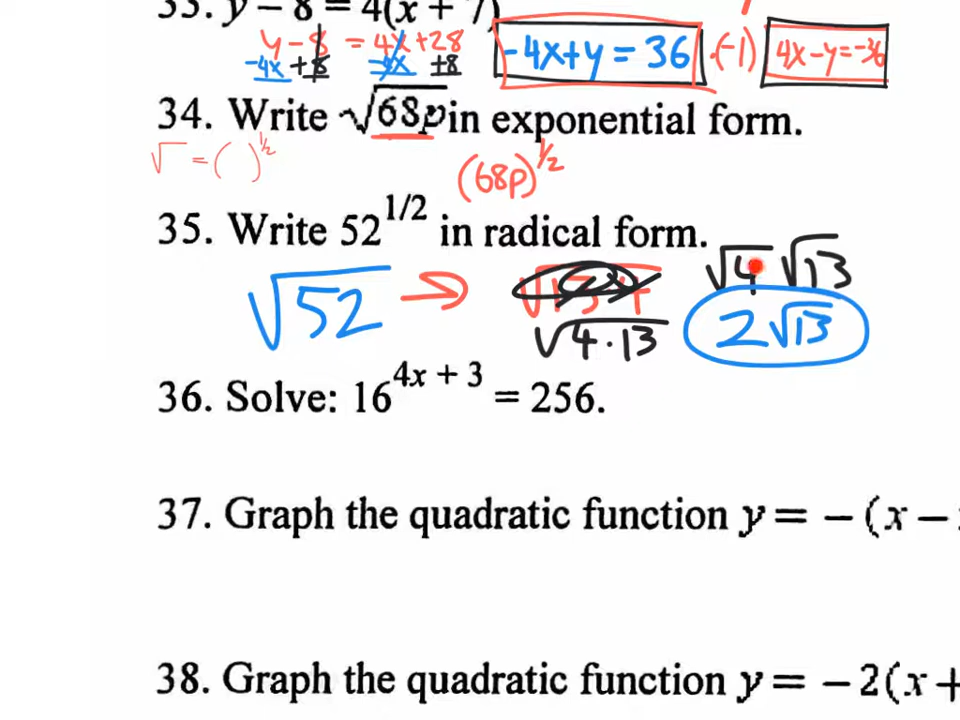 33. y − 8 = 4(x + 7)
y − 8 = 4x + 28
−4x +8 −4x +8
−4x+y = 36 ·(−1) 4x−y=−36
34. Write √68p in exponential form.
√ = ( )^1/2 (68p)^1/2
35. Write 52^1/2 in radical form.
√52 → √4 √13
√4·13 2√13
36. Solve: 16^4x + 3 = 256.
37. Graph the quadratic function y = − (x −
38. Graph the quadratic function y = − 2(x +